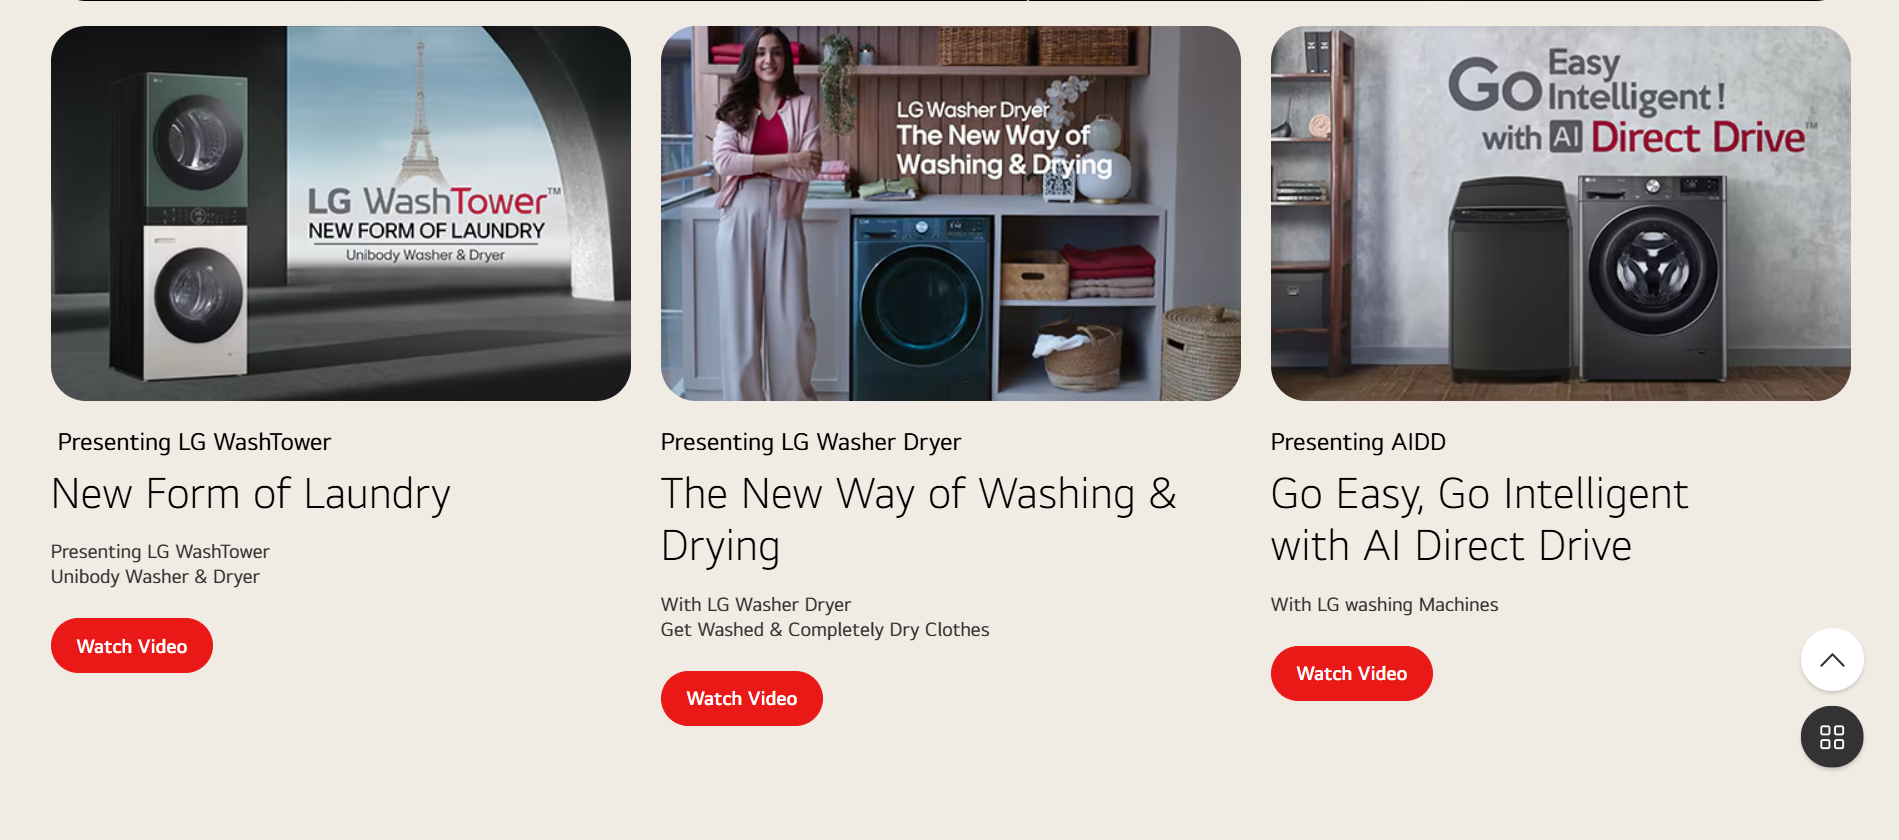 LG WashTower™
NEW FORM OF LAUNDRY
Unibody Washer & Dryer
Presenting LG WashTower
New Form of Laundry
Presenting LG WashTower
Unibody Washer & Dryer
Watch Video
LG Washer Dryer
The New Way of
Washing & Drying
LG
Presenting LG Washer Dryer
The New Way of Washing &
Drying
With LG Washer Dryer
Get Washed & Completely Dry Clothes
Watch Video
Go Easy
Intelligent!
with AI Direct Drive™
LG
Presenting AIDD
Go Easy, Go Intelligent
with AI Direct Drive
With LG washing Machines
Watch Video